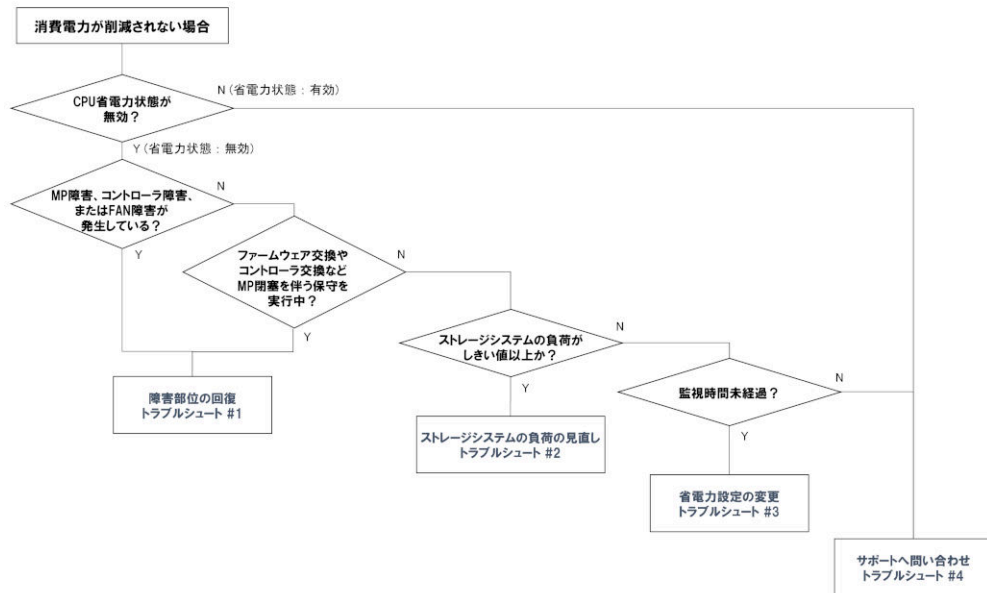 消費電力が削減されない場合
CPU省電力状態が
無効？
N（省電力状態：有効）
Y（省電力状態：無効）
MP障害、コントローラ障害、
またはFAN障害が
発生している？
N
Y
ファームウェア交換や
コントローラ交換など
MP閉塞を伴う保守を
実行中？
N
Y
ストレージシステムの負荷が
しきい値以上か？
N
Y
監視時間未経過？
N
Y
障害部位の回復
トラブルシュート #1
ストレージシステムの負荷の見直し
トラブルシュート #2
省電力設定の変更
トラブルシュート #3
サポートへ問い合わせ
トラブルシュート #4